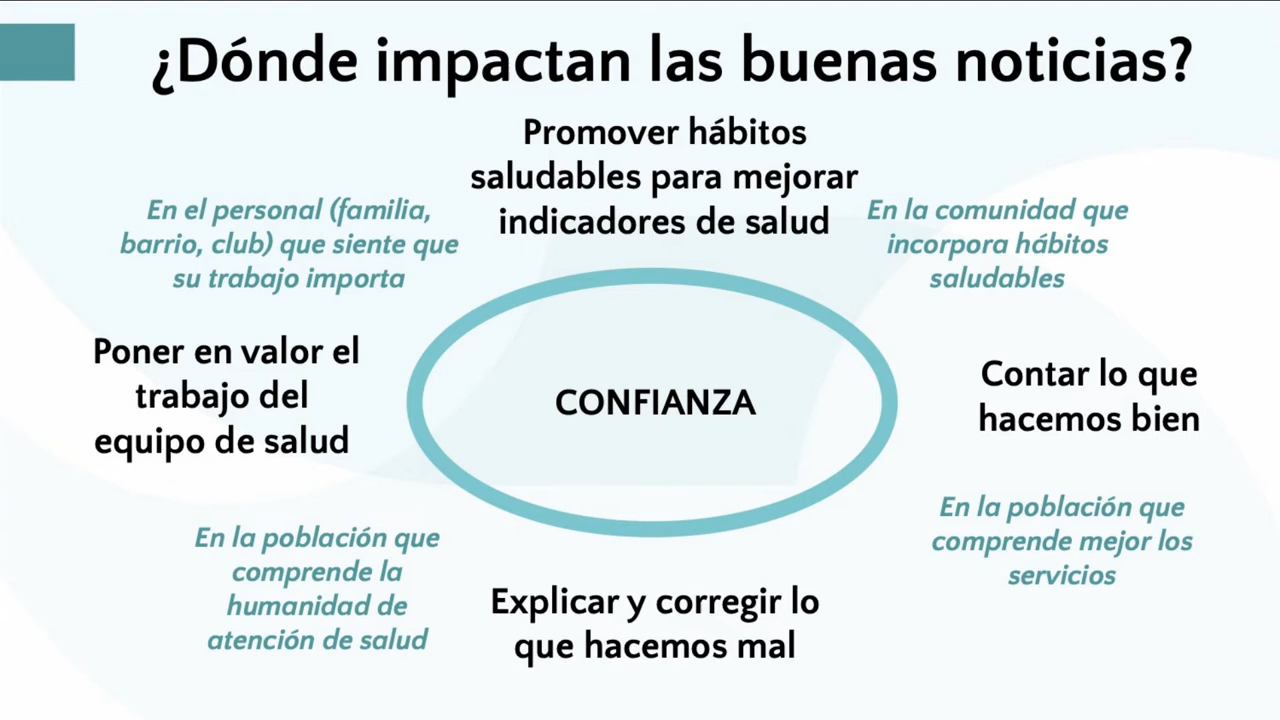 ¿Dónde impactan las buenas noticias?
Promover hábitos
saludables para mejorar
indicadores de salud
En el personal (familia,
barrio, club) que siente que
su trabajo importa
En la comunidad que
incorpora hábitos
saludables
Poner en valor el
trabajo del
equipo de salud
CONFIANZA
Contar lo que
hacemos bien
En la población que
comprende la
humanidad de
atención de salud
Explicar y corregir lo
que hacemos mal
En la población que
comprende mejor los
servicios